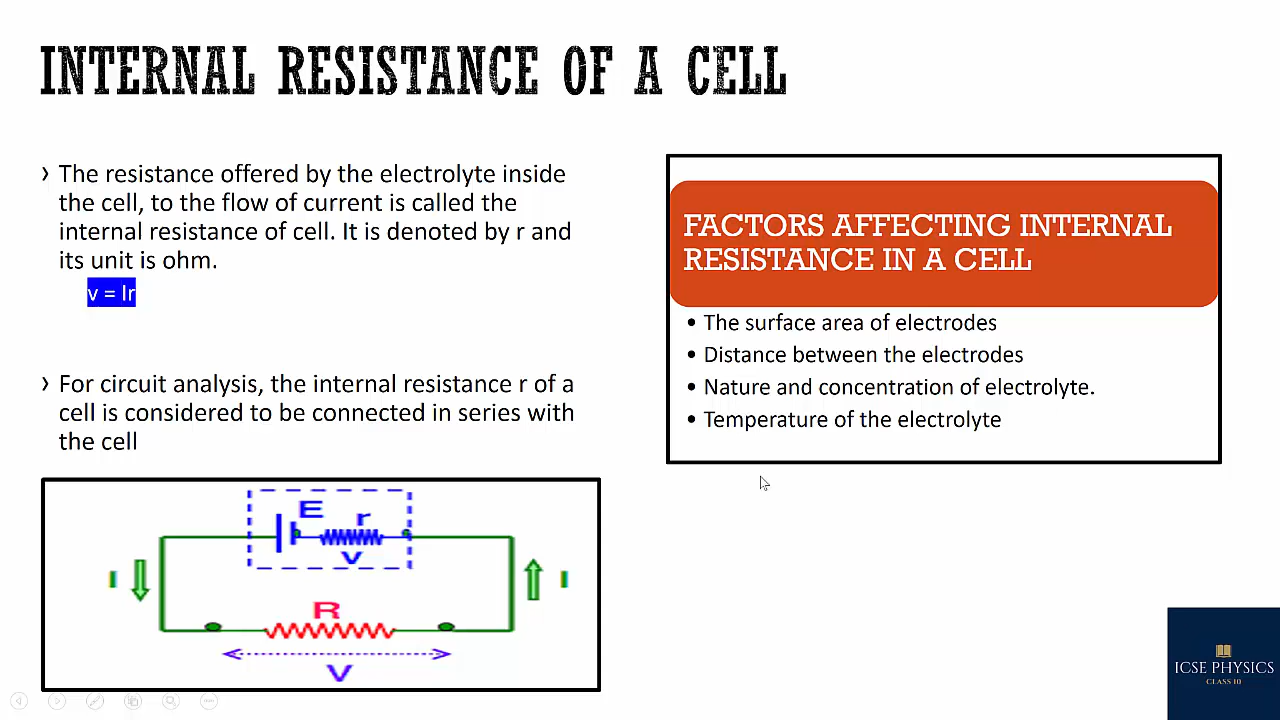 INTERNAL RESISTANCE OF A CELL
› The resistance offered by the electrolyte inside
the cell, to the flow of current is called the
internal resistance of cell. It is denoted by r and
its unit is ohm.
v = Ir
› For circuit analysis, the internal resistance r of a
cell is considered to be connected in series with
the cell
E
r
v
I
I
R
V
FACTORS AFFECTING INTERNAL
RESISTANCE IN A CELL
• The surface area of electrodes
• Distance between the electrodes
• Nature and concentration of electrolyte.
• Temperature of the electrolyte
ICSE PHYSICS
CLASS 10